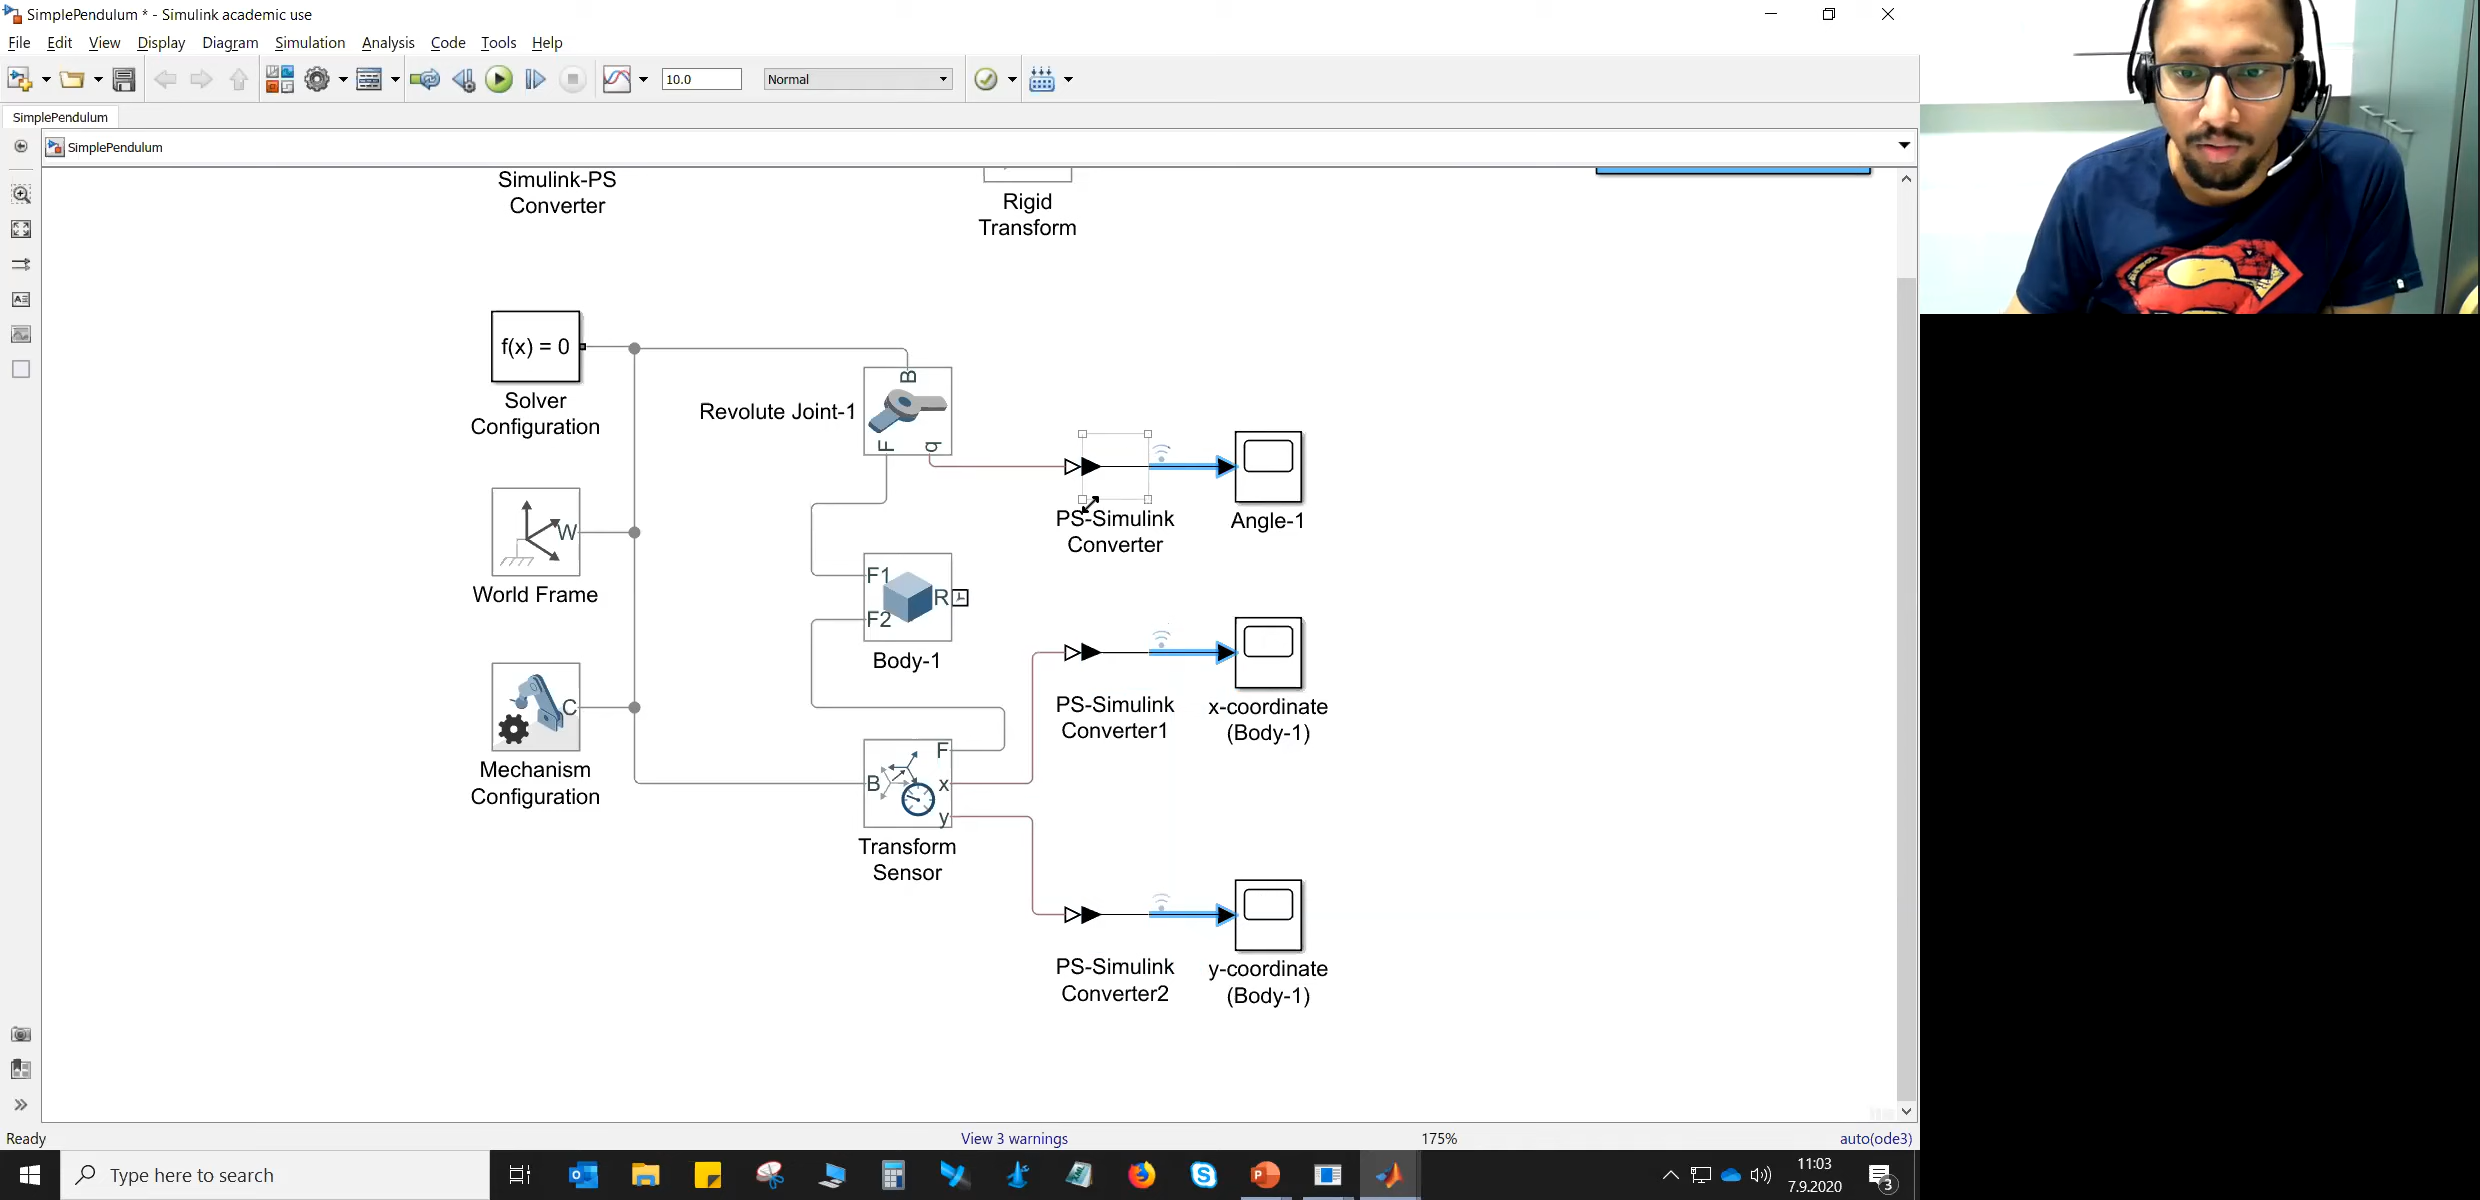 SimplePendulum * - Simulink academic use
File Edit View Display Diagram Simulation Analysis Code Tools Help
10.0 Normal
SimplePendulum
SimplePendulum
Simulink-PS
Converter
Rigid
Transform
f(x) = 0
Solver
Configuration
B
Revolute Joint-1
F q
PS-Simulink
Converter
Angle-1
W
World Frame
F1
R
F2
Body-1
PS-Simulink
Converter1
x-coordinate
(Body-1)
C
Mechanism
Configuration
F
B x
y
Transform
Sensor
PS-Simulink
Converter2
y-coordinate
(Body-1)
Ready View 3 warnings 175% auto(ode3)
Type here to search
11:03
7.9.2020
3